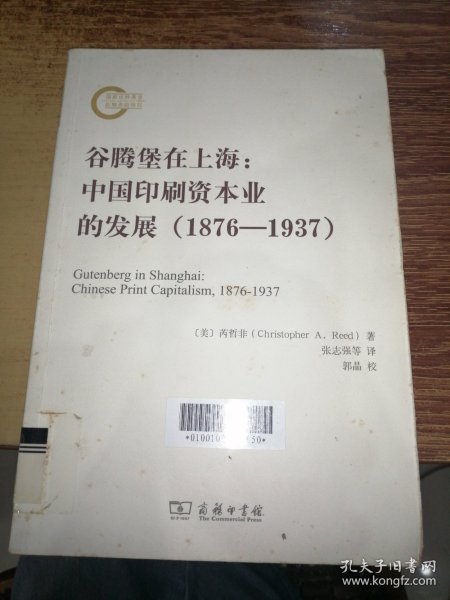 谷腾堡在上海：
中国印刷资本业
的发展（1876—1937）
Gutenberg in Shanghai:
Chinese Print Capitalism, 1876-1937
〔美〕芮哲非（Christopher A. Reed）著
张志强等 译
郭晶 校
商务印书馆
The Commercial Press
孔夫子旧书网
www.kongfz.com